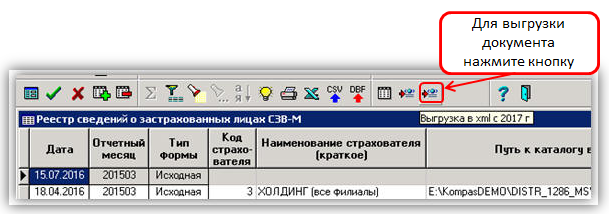 Для выгрузки
документа
нажмите кнопку
Σ
а
я
CSV
DBF
?
Реестр сведений о застрахованных лицах СЗВ-М
Выгрузка в xml с 2017 г
Дата
Отчетный
месяц
Тип
формы
Код
страхо-
вателя
Наименование страхователя
(краткое)
Путь к каталогу в
15.07.2016 201503 Исходная
18.04.2016 201503 Исходная 3 ХОЛДИНГ (все филиалы) E:\KompasDEMO\DISTR_1286_MS\